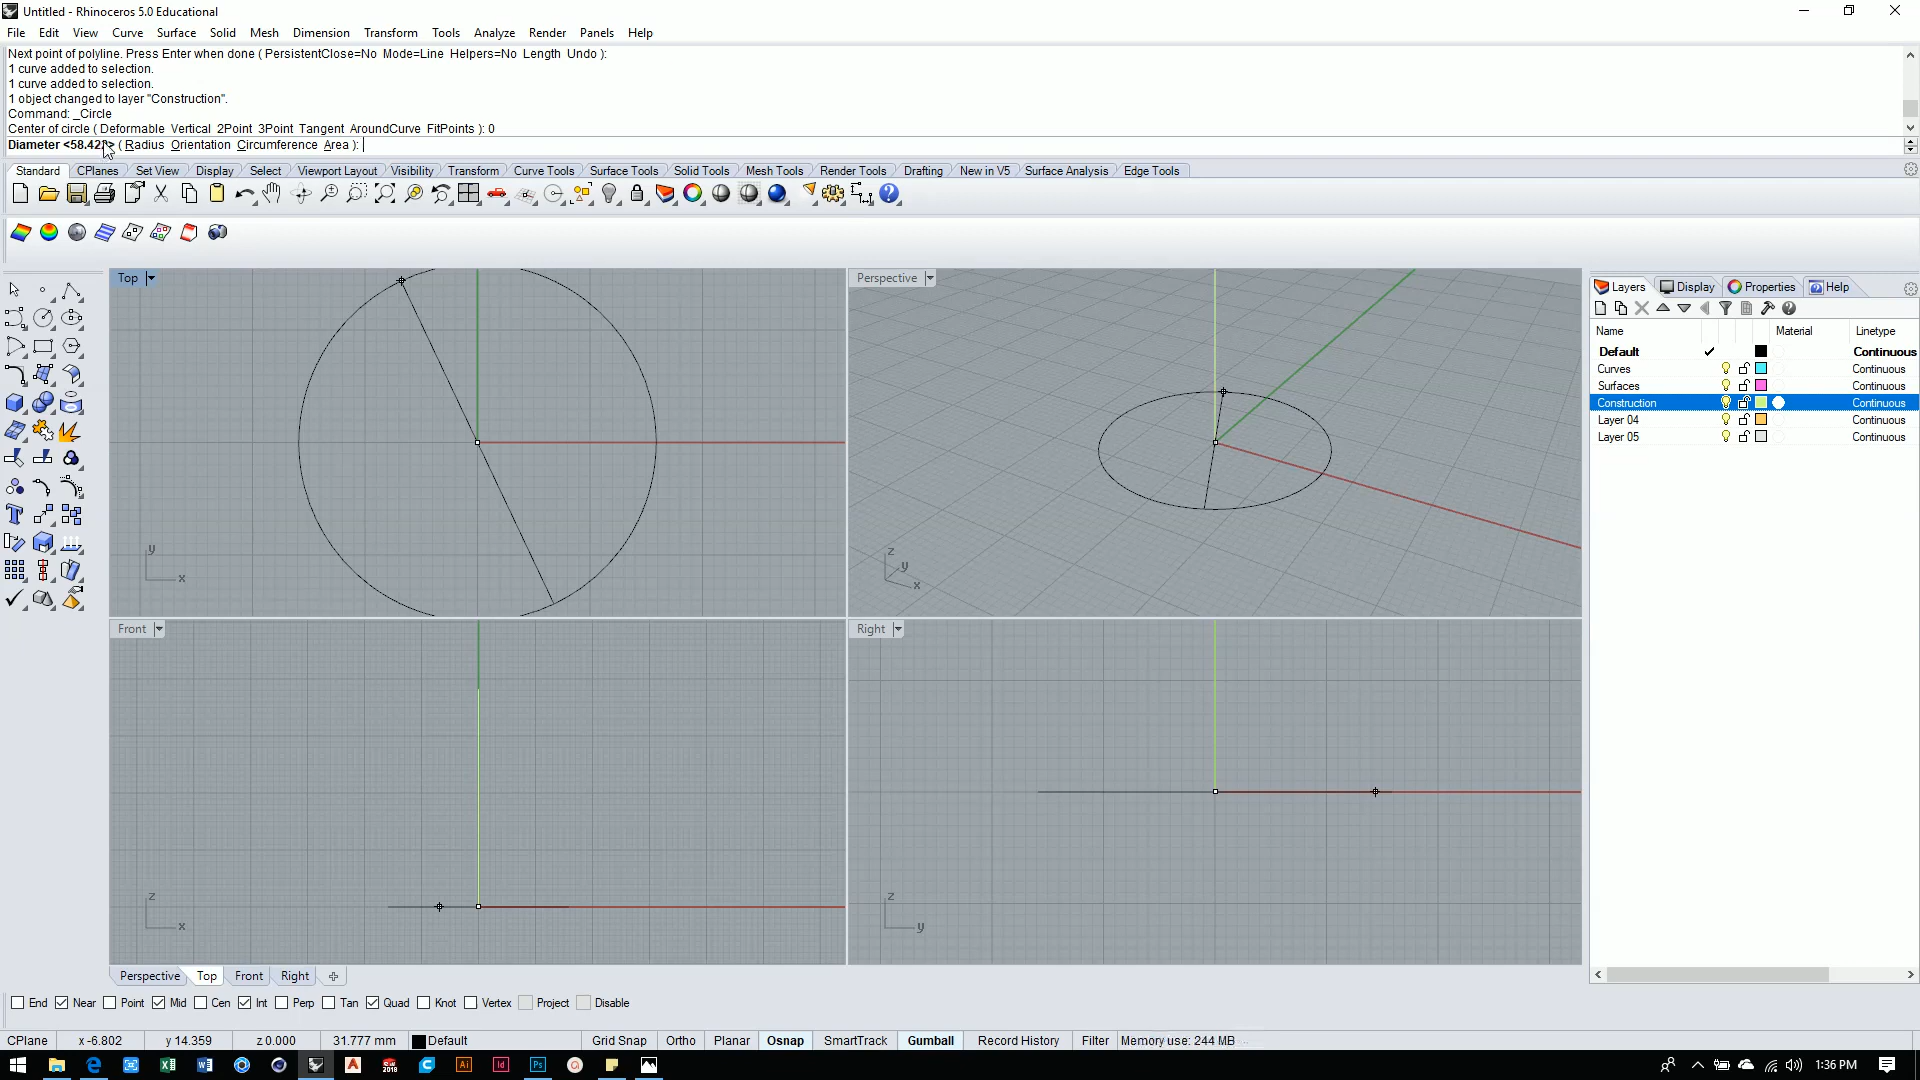 Untitled - Rhinoceros 5.0 Educational
File Edit View Curve Surface Solid Mesh Dimension Transform Tools Analyze Render Panels Help
Next point of polyline. Press Enter when done ( PersistentClose=No Mode=Line Helpers=No Length Undo ):
1 curve added to selection.
1 curve added to selection.
1 object changed to layer "Construction".
Command: _Circle
Center of circle ( Deformable Vertical 2Point 3Point Tangent AroundCurve FitPoints ): 0
Diameter <58.422> ( Radius Orientation Circumference Area ):
Standard CPlanes Set View Display Select Viewport Layout Visibility Transform Curve Tools Surface Tools Solid Tools Mesh Tools Render Tools Drafting New in V5 Surface Analysis Edge Tools
Top
Perspective
Layers Display Properties Help
Name Material Linetype
Default Continuous
Curves Continuous
Surfaces Continuous
Construction Continuous
Layer 04 Continuous
Layer 05 Continuous
y
x
z
y
x
Front
Right
z
x
z
y
Perspective Top Front Right
End Near Point Mid Cen Int Perp Tan Quad Knot Vertex Project Disable
CPlane x -6.802 y 14.359 z 0.000 31.777 mm Default Grid Snap Ortho Planar Osnap SmartTrack Gumball Record History Filter Memory use: 244 MB
1:36 PM